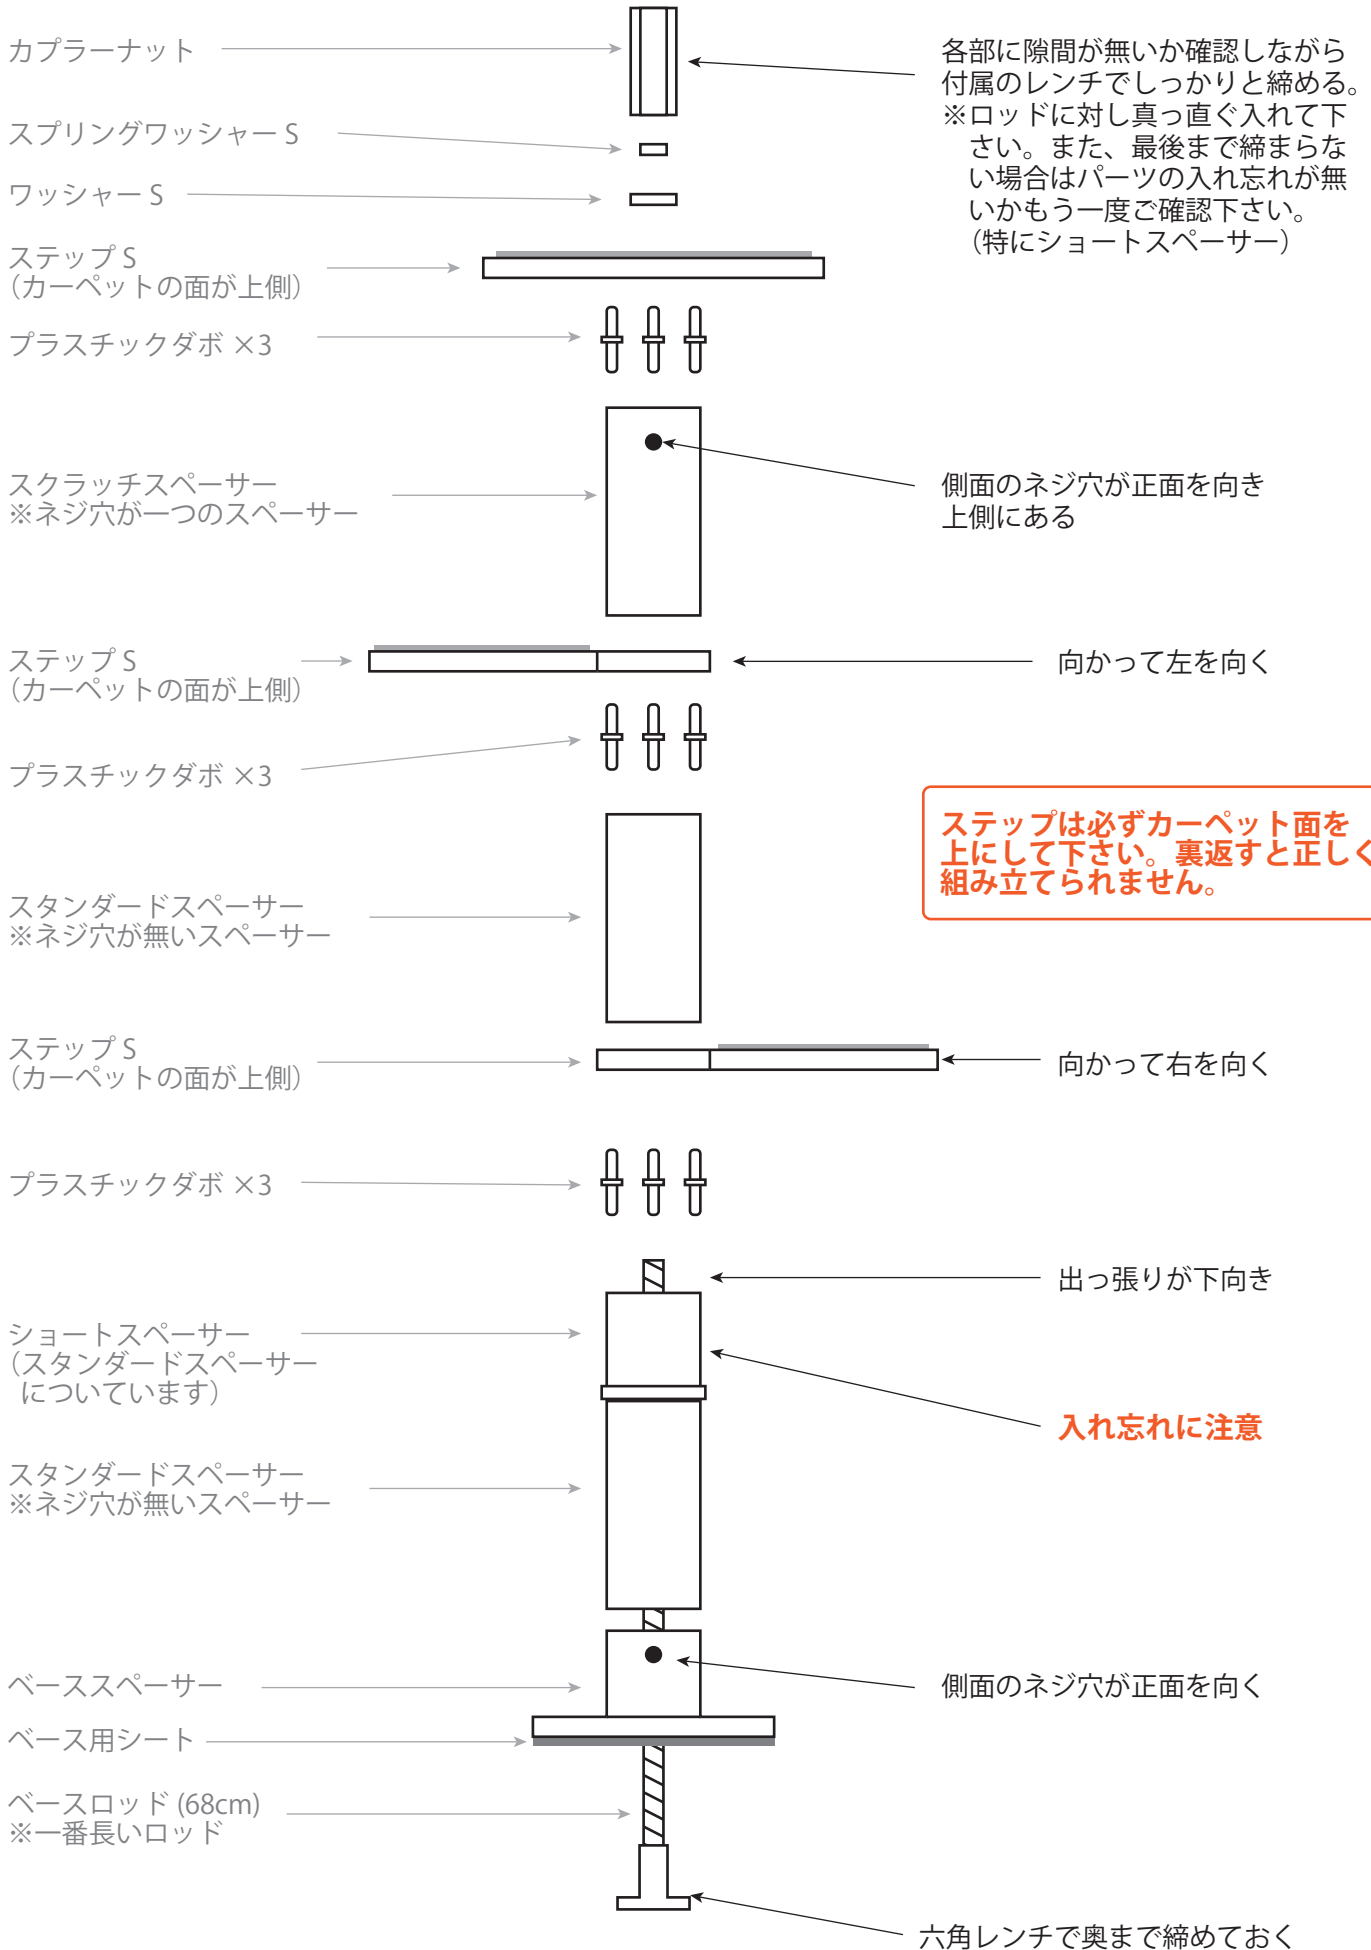 カプラーナット
各部に隙間が無いか確認しながら
付属のレンチでしっかりと締める。
※ロッドに対し真っ直ぐ入れて下
さい。また、最後まで締まらな
い場合はパーツの入れ忘れが無
いかもう一度ご確認下さい。
（特にショートスペーサー）
スプリングワッシャー S
ワッシャー S
ステップ S
（カーペットの面が上側）
プラスチックダボ ×3
スクラッチスペーサー
※ネジ穴が一つのスペーサー
側面のネジ穴が正面を向き
上側にある
ステップ S
（カーペットの面が上側）
向かって左を向く
プラスチックダボ ×3
ステップは必ずカーペット面を
上にして下さい。裏返すと正しく
組み立てられません。
スタンダードスペーサー
※ネジ穴が無いスペーサー
ステップ S
（カーペットの面が上側）
向かって右を向く
プラスチックダボ ×3
出っ張りが下向き
ショートスペーサー
（スタンダードスペーサー
についています）
入れ忘れに注意
スタンダードスペーサー
※ネジ穴が無いスペーサー
ベーススペーサー
側面のネジ穴が正面を向く
ベース用シート
ベースロッド (68cm)
※一番長いロッド
六角レンチで奥まで締めておく